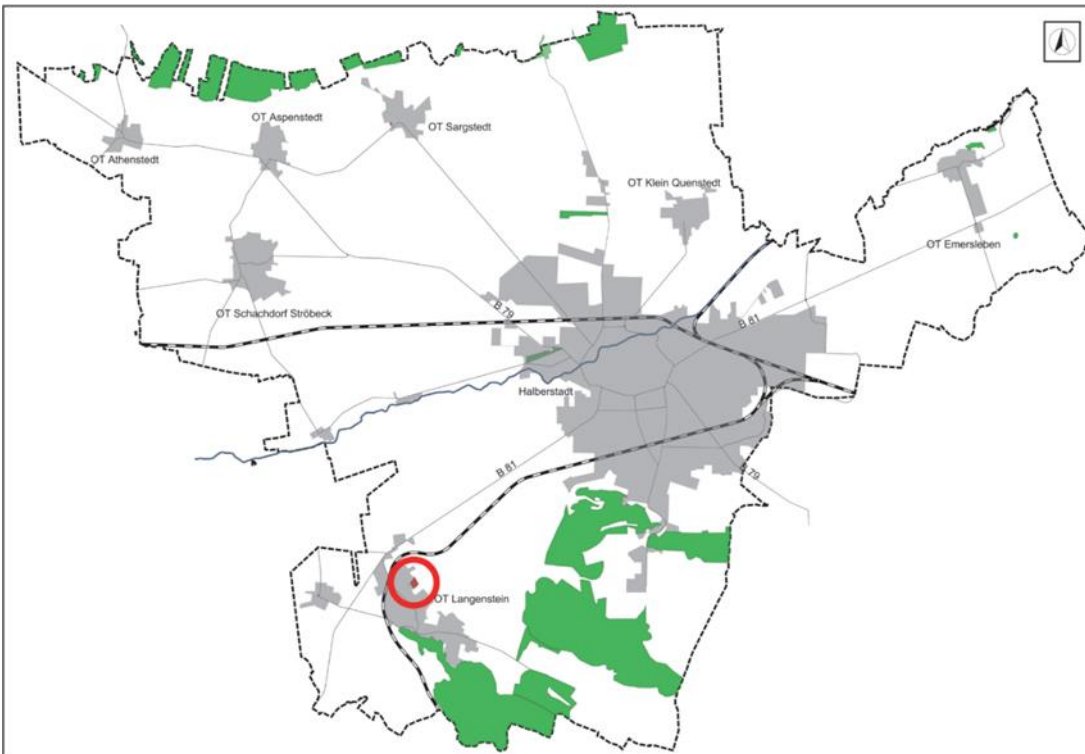 OT Aspenstedt
OT Sargstedt
OT Athenstedt
OT Klein Quenstedt
OT Emersleben
OT Schachdorf Ströbeck
B 79
B 81
Halberstadt
B 81
B 79
OT Langenstein